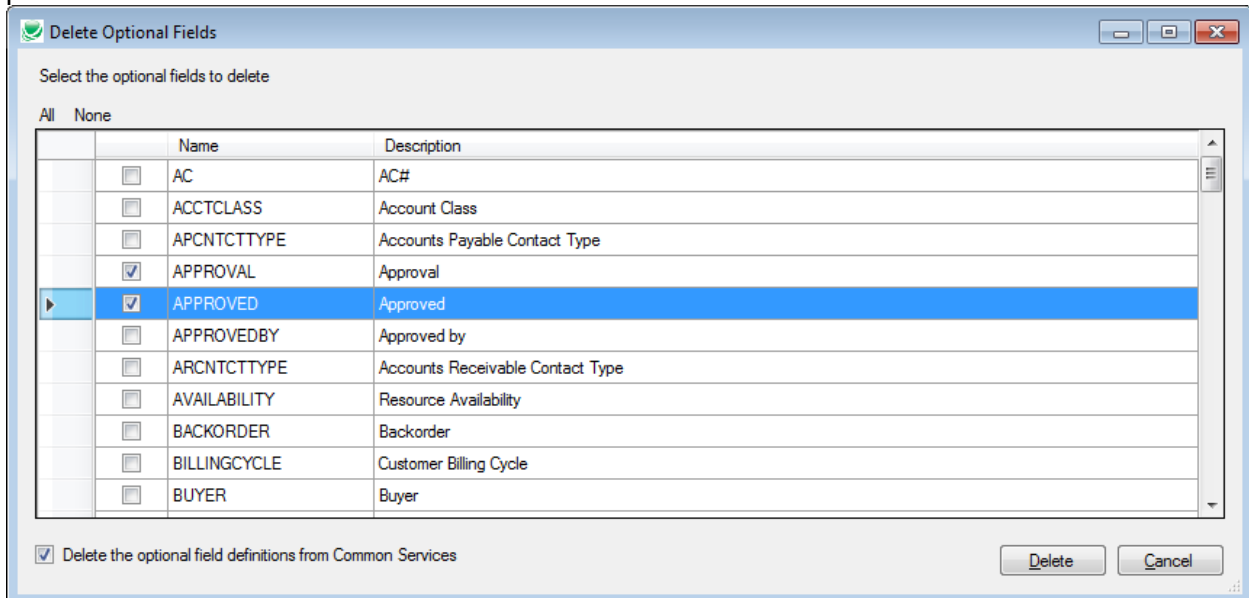 Delete Optional Fields
Select the optional fields to delete
All None
Name Description
AC AC#
ACCTCLASS Account Class
APCNTCTTYPE Accounts Payable Contact Type
APPROVAL Approval
APPROVED Approved
APPROVEDBY Approved by
ARCNTCTTYPE Accounts Receivable Contact Type
AVAILABILITY Resource Availability
BACKORDER Backorder
BILLINGCYCLE Customer Billing Cycle
BUYER Buyer
Delete the optional field definitions from Common Services Delete Cancel